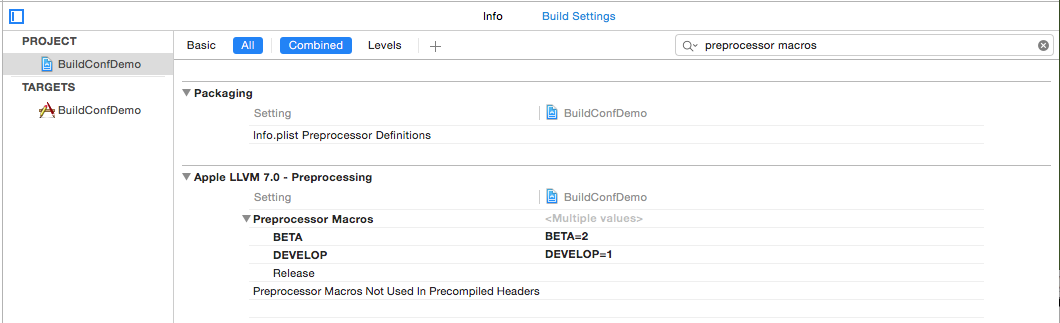 Info Build Settings
PROJECT
BuildConfDemo
TARGETS
BuildConfDemo
Basic All Combined Levels + preprocessor macros
Packaging
Setting BuildConfDemo
Info.plist Preprocessor Definitions
Apple LLVM 7.0 - Preprocessing
Setting BuildConfDemo
Preprocessor Macros <Multiple values>
BETA BETA=2
DEVELOP DEVELOP=1
Release
Preprocessor Macros Not Used In Precompiled Headers